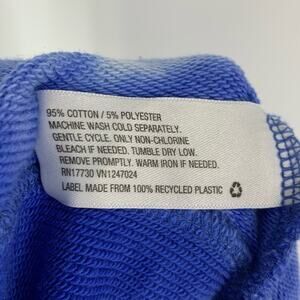 95% COTTON / 5% POLYESTER
MACHINE WASH COLD SEPARATELY.
GENTLE CYCLE. ONLY NON-CHLORINE
BLEACH IF NEEDED. TUMBLE DRY LOW.
REMOVE PROMPTLY. WARM IRON IF NEEDED.
RN17730 VN1247024
LABEL MADE FROM 100% RECYCLED PLASTIC